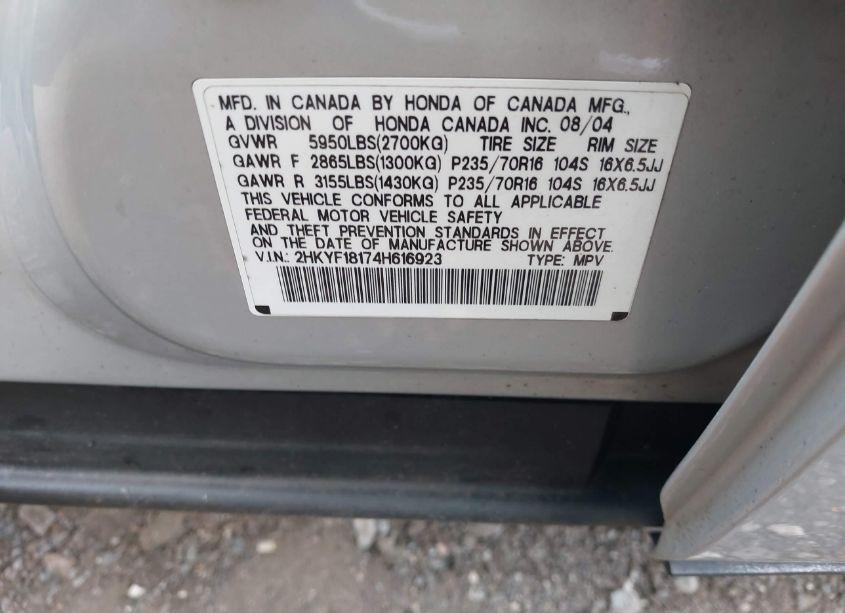 MFD. IN CANADA BY HONDA OF CANADA MFG.,
A DIVISION OF HONDA CANADA INC. 08/04
GVWR 5950LBS(2700KG) TIRE SIZE RIM SIZE
GAWR F 2865LBS(1300KG) P235/70R16 104S 16X6.5JJ
GAWR R 3155LBS(1430KG) P235/70R16 104S 16X6.5JJ
THIS VEHICLE CONFORMS TO ALL APPLICABLE
FEDERAL MOTOR VEHICLE SAFETY
AND THEFT PREVENTION STANDARDS IN EFFECT
ON THE DATE OF MANUFACTURE SHOWN ABOVE.
V.I.N.: 2HKYF18174H616923 TYPE: MPV